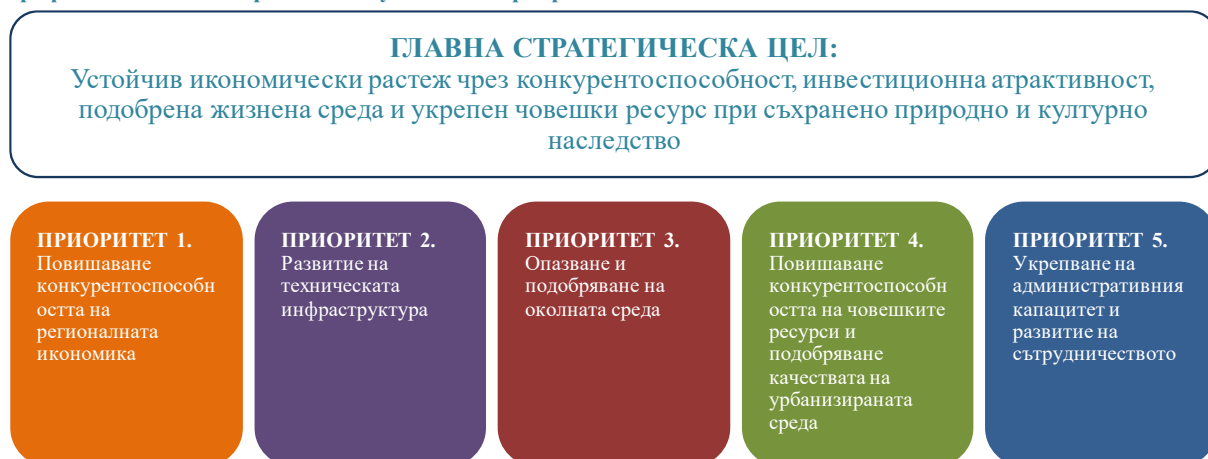 ГЛАВНА СТРАТЕГИЧЕСКА ЦЕЛ:
Устойчив икономически растеж чрез конкурентоспособност, инвестиционна атрактивност,
подобрена жизнена среда и укрепен човешки ресурс при съхранено природно и културно
наследство
ПРИОРИТЕТ 1.
Повишаване
конкурентоспособн
остта на
регионалната
икономика
ПРИОРИТЕТ 2.
Развитие на
техническата
инфраструктура
ПРИОРИТЕТ 3.
Опазване и
подобряване на
околната среда
ПРИОРИТЕТ 4.
Повишаване
конкурентоспособн
остта на човешките
ресурси и
подобряване
качествата на
урбанизираната
среда
ПРИОРИТЕТ 5.
Укрепване на
административния
капацитет и
развитие на
сътрудничеството